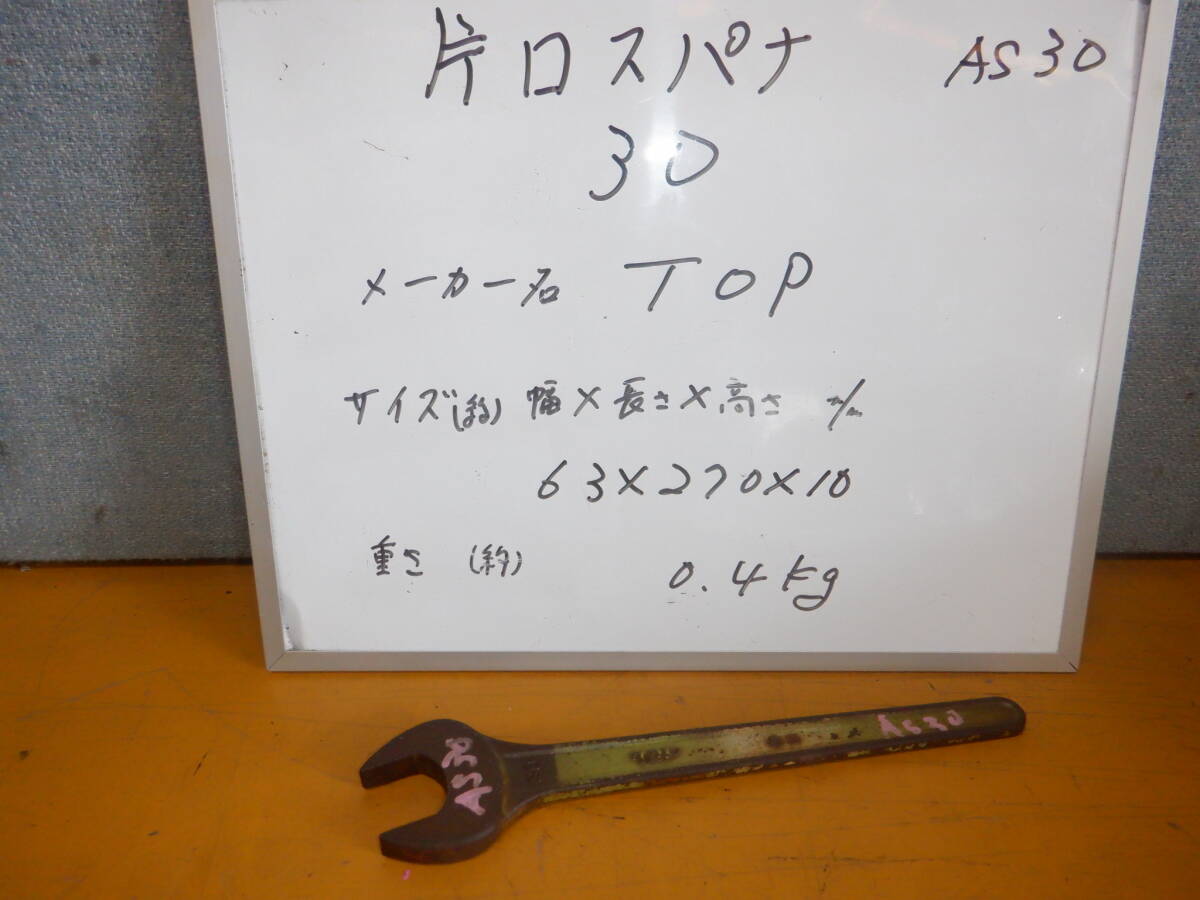 片口スパナ AS30
30
メーカー名 TOP
サイズ(約) 幅×長さ×高さ m/m
63×270×10
重さ (約) 0.4kg
AS30
AS30